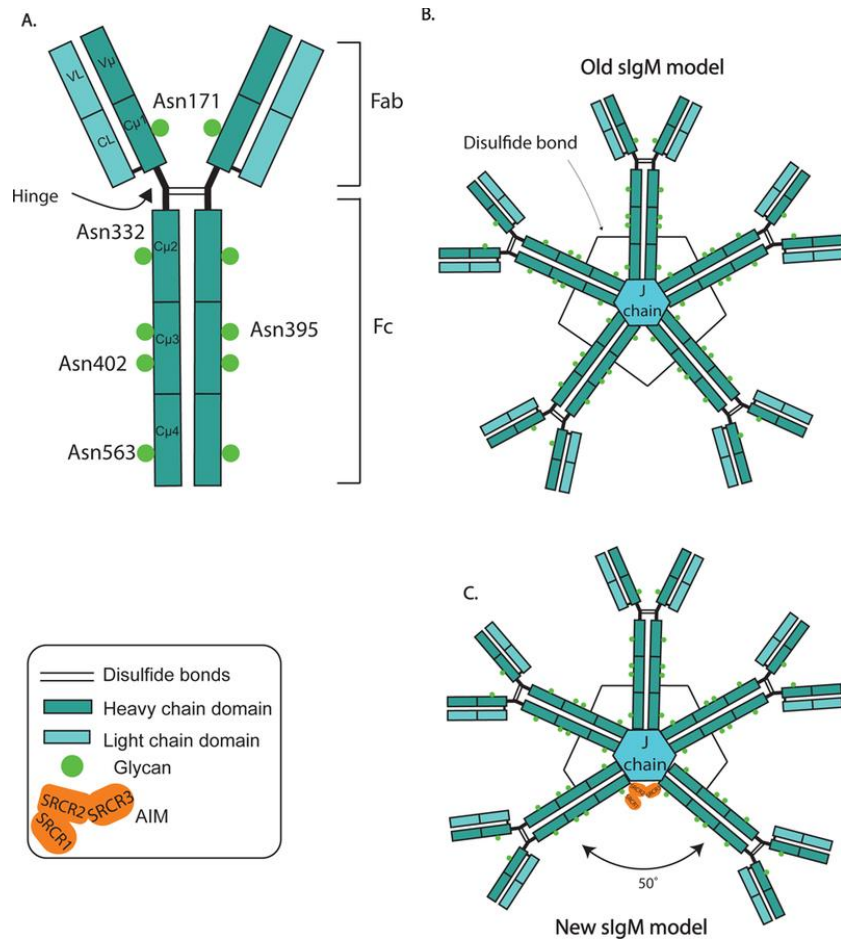 A.
VL
Vμ
CL
Cμ1
Asn171
Fab
Hinge
Asn332
Cμ2
Cμ3
Asn395
Asn402
Cμ4
Asn563
Fc
B.
Old sIgM model
Disulfide bond
J
chain
Disulfide bonds
Heavy chain domain
Light chain domain
Glycan
SRCR2
SRCR3
SRCR1
AIM
C.
J
chain
50°
New sIgM model